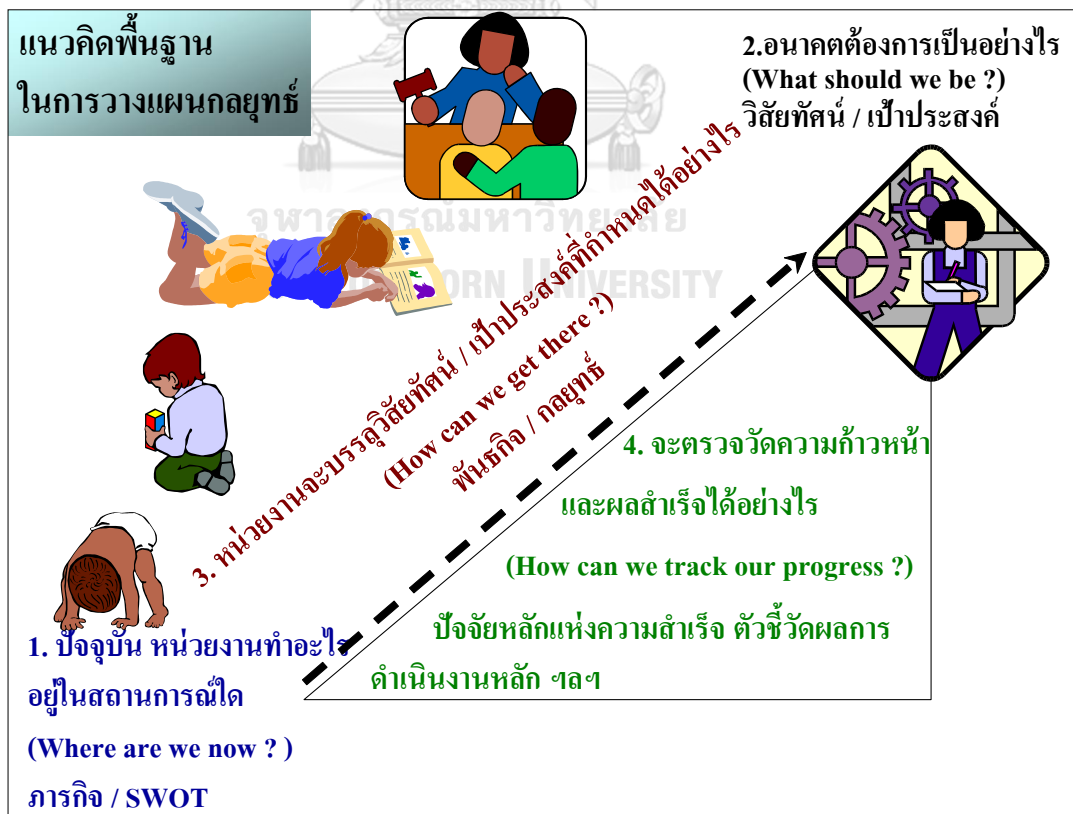 แนวคิดพื้นฐาน
ในการวางแผนกลยุทธ์
2.อนาคตต้องการเป็นอย่างไร
(What should we be ?)
วิสัยทัศน์ / เป้าประสงค์
3. หน่วยงานจะบรรลุวิสัยทัศน์ / เป้าประสงค์ที่กำหนดได้อย่างไร
(How can we get there ?)
พันธกิจ / กลยุทธ์
4. จะตรวจวัดความก้าวหน้า
และผลสำเร็จได้อย่างไร
(How can we track our progress ?)
ปัจจัยหลักแห่งความสำเร็จ ตัวชี้วัดผลการ
ดำเนินงานหลัก ฯลฯ
1. ปัจจุบัน หน่วยงานทำอะไร
อยู่ในสถานการณ์ใด
(Where are we now ? )
ภารกิจ / SWOT
UNIVERSITY